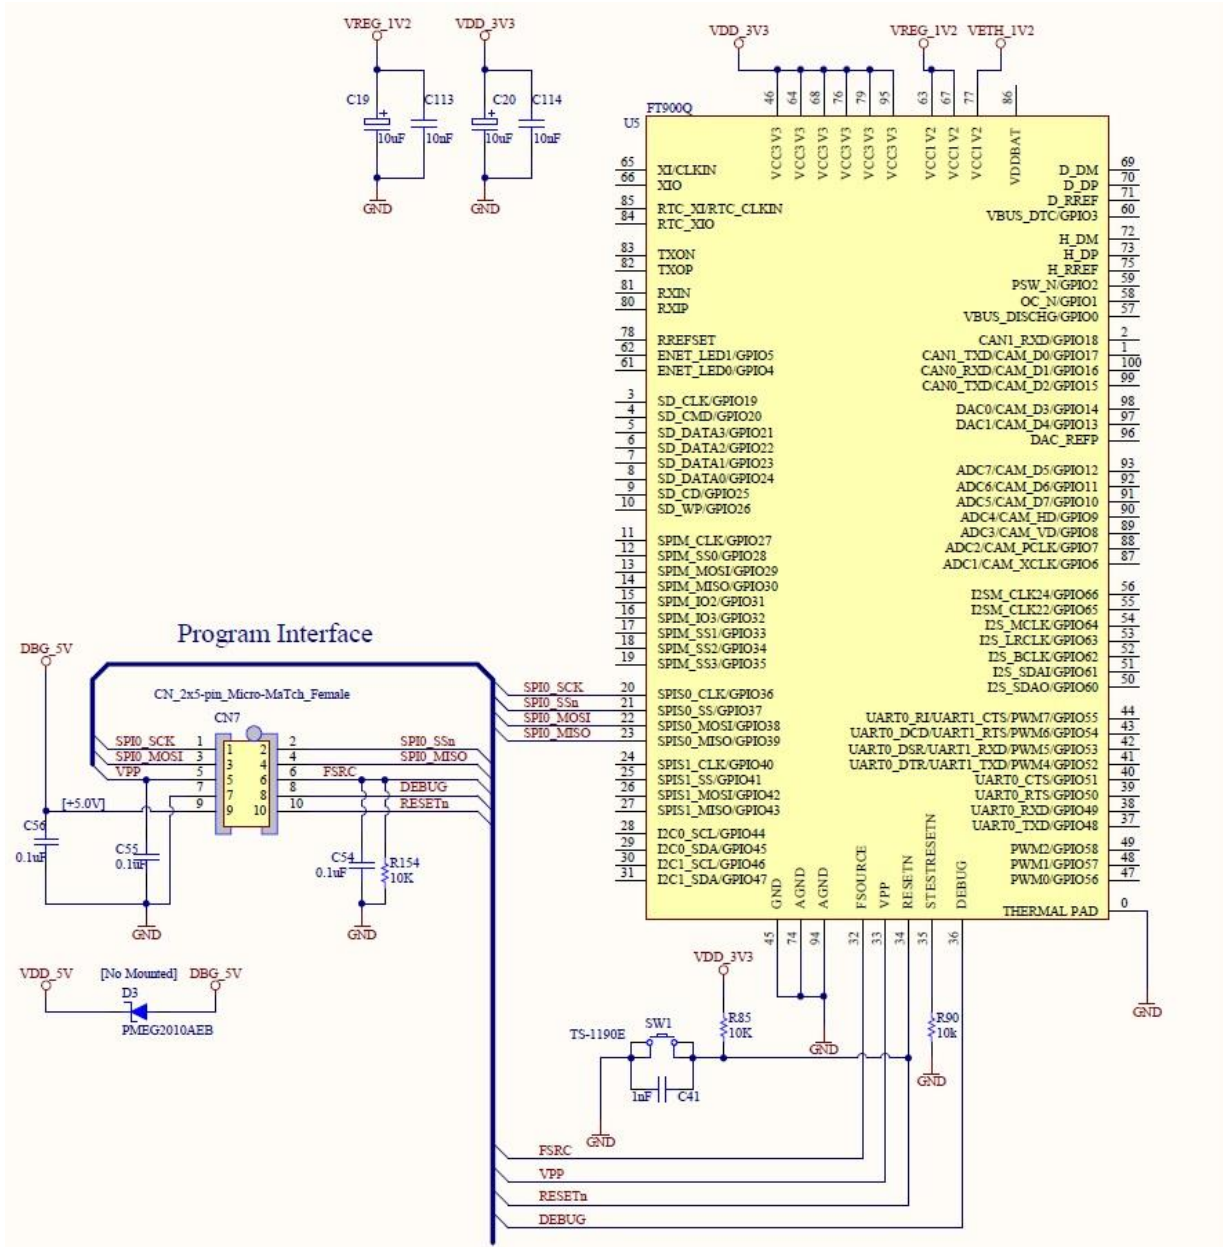 VREG_1V2
VDD_3V3
C19
10uF
C113
10nF
C20
10uF
C114
10nF
GND
GND
VDD_3V3
VREG_1V2
VETH_1V2
U5
FT900Q
46 VCC3V3
64 VCC3V3
68 VCC3V3
76 VCC3V3
79 VCC3V3
95 VCC3V3
63 VCC1V2
67 VCC1V2
77 VCC1V2
86 VDDBAT
65 XI/CLKIN
66 XIO
85 RTC_XI/RTC_CLKIN
84 RTC_XIO
83 TXON
82 TXOP
81 RXIN
80 RXIP
78 RREFSET
62 ENET_LED1/GPIO5
61 ENET_LED0/GPIO4
3 SD_CLK/GPIO19
4 SD_CMD/GPIO20
5 SD_DATA3/GPIO21
6 SD_DATA2/GPIO22
7 SD_DATA1/GPIO23
8 SD_DATA0/GPIO24
9 SD_CD/GPIO25
10 SD_WP/GPIO26
11 SPIM_CLK/GPIO27
12 SPIM_SS0/GPIO28
13 SPIM_MOSI/GPIO29
14 SPIM_MISO/GPIO30
15 SPIM_IO2/GPIO31
16 SPIM_IO3/GPIO32
17 SPIM_SS1/GPIO33
18 SPIM_SS2/GPIO34
19 SPIM_SS3/GPIO35
SPI0_SCK 20 SPIS0_CLK/GPIO36
SPI0_SSn 21 SPIS0_SS/GPIO37
SPI0_MOSI 22 SPIS0_MOSI/GPIO38
SPI0_MISO 23 SPIS0_MISO/GPIO39
24 SPIS1_CLK/GPIO40
25 SPIS1_SS/GPIO41
26 SPIS1_MOSI/GPIO42
27 SPIS1_MISO/GPIO43
28 I2C0_SCL/GPIO44
29 I2C0_SDA/GPIO45
30 I2C1_SCL/GPIO46
31 I2C1_SDA/GPIO47
D_DM 69
D_DP 70
D_RREF 71
VBUS_DTC/GPIO3 60
H_DM 72
H_DP 73
H_RREF 75
PSW_N/GPIO2 59
OC_N/GPIO1 58
VBUS_DISCHG/GPIO0 57
CAN1_RXD/GPIO18 2
CAN1_TXD/CAM_D0/GPIO17 1
CAN0_RXD/CAM_D1/GPIO16 100
CAN0_TXD/CAM_D2/GPIO15 99
DAC0/CAM_D3/GPIO14 98
DAC1/CAM_D4/GPIO13 97
DAC_REFP 96
ADC7/CAM_D5/GPIO12 93
ADC6/CAM_D6/GPIO11 92
ADC5/CAM_D7/GPIO10 91
ADC4/CAM_HD/GPIO9 90
ADC3/CAM_VD/GPIO8 89
ADC2/CAM_PCLK/GPIO7 88
ADC1/CAM_XCLK/GPIO6 87
I2SM_CLK24/GPIO66 56
I2SM_CLK22/GPIO65 55
I2S_MCLK/GPIO64 54
I2S_LRCLK/GPIO63 53
I2S_BCLK/GPIO62 52
I2S_SDAI/GPIO61 51
I2S_SDAO/GPIO60 50
UART0_RI/UART1_CTS/PWM7/GPIO55 44
UART0_DCD/UART1_RTS/PWM6/GPIO54 43
UART0_DSR/UART1_RXD/PWM5/GPIO53 42
UART0_DTR/UART1_TXD/PWM4/GPIO52 41
UART0_CTS/GPIO51 40
UART0_RTS/GPIO50 39
UART0_RXD/GPIO49 38
UART0_TXD/GPIO48 37
PWM2/GPIO58 49
PWM1/GPIO57 48
PWM0/GPIO56 47
THERMAL PAD 0
GND
GND 45
AGND 74
AGND 94
FSOURCE 32
VPP 33
RESETN 34
STESTRESETN 35
DEBUG 36
Program Interface
DBG_5V
CN_2x5-pin_Micro-MaTch_Female
CN7
SPI0_SCK 1 1 2 2 SPI0_SSn
SPI0_MOSI 3 3 4 4 SPI0_MISO
VPP 5 5 6 6 FSRC
7 7 8 8 DEBUG
[+5.0V] 9 9 10 10 RESETn
C56
0.1uF
C55
0.1uF
C54
0.1uF
R154
10K
GND
GND
VDD_5V
[No Mounted]
DBG_5V
D3
PMEG2010AEB
VDD_3V3
R85
10K
TS-1190E
SW1
1nF
C41
GND
GND
R90
10k
GND
FSRC
VPP
RESETn
DEBUG